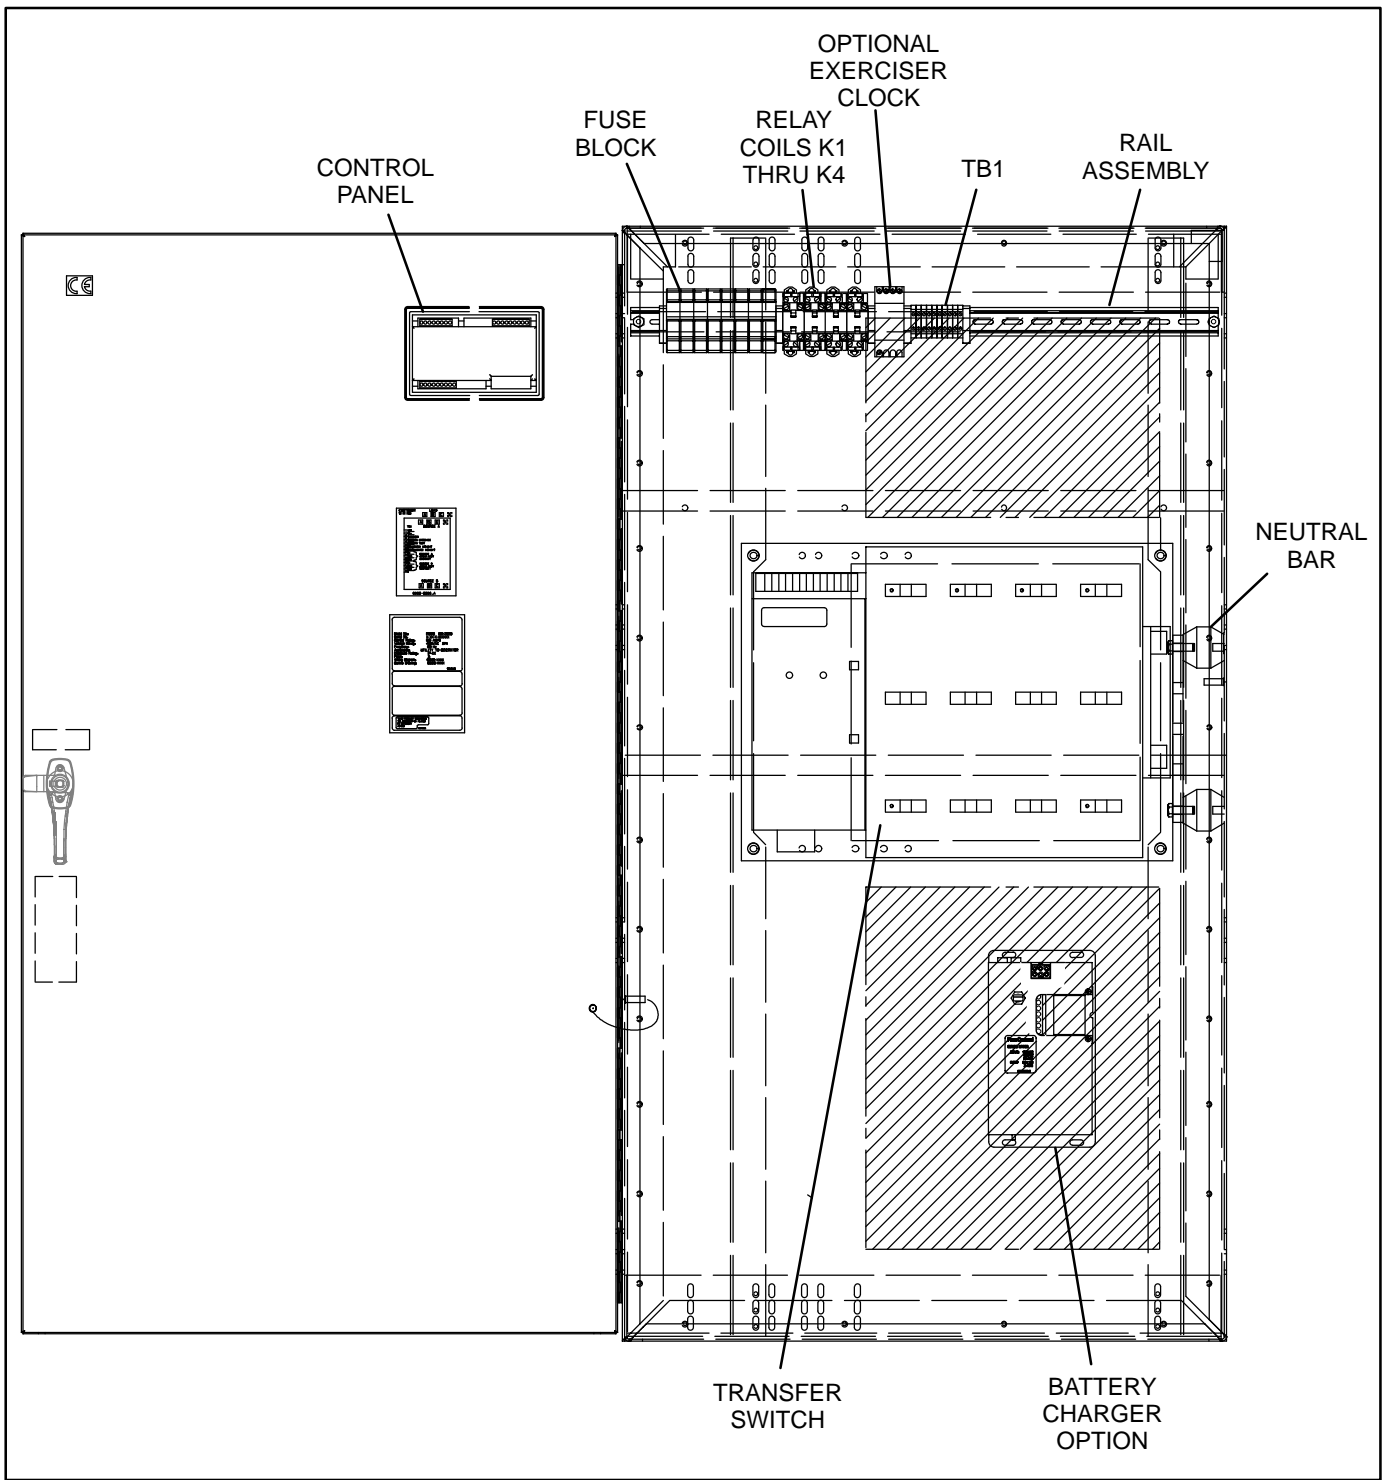 OPTIONAL
EXERCISER
CLOCK
FUSE
BLOCK
RELAY
COILS K1
THRU K4
TB1
RAIL
ASSEMBLY
CONTROL
PANEL
CE
NEUTRAL
BAR
TRANSFER
SWITCH
BATTERY
CHARGER
OPTION